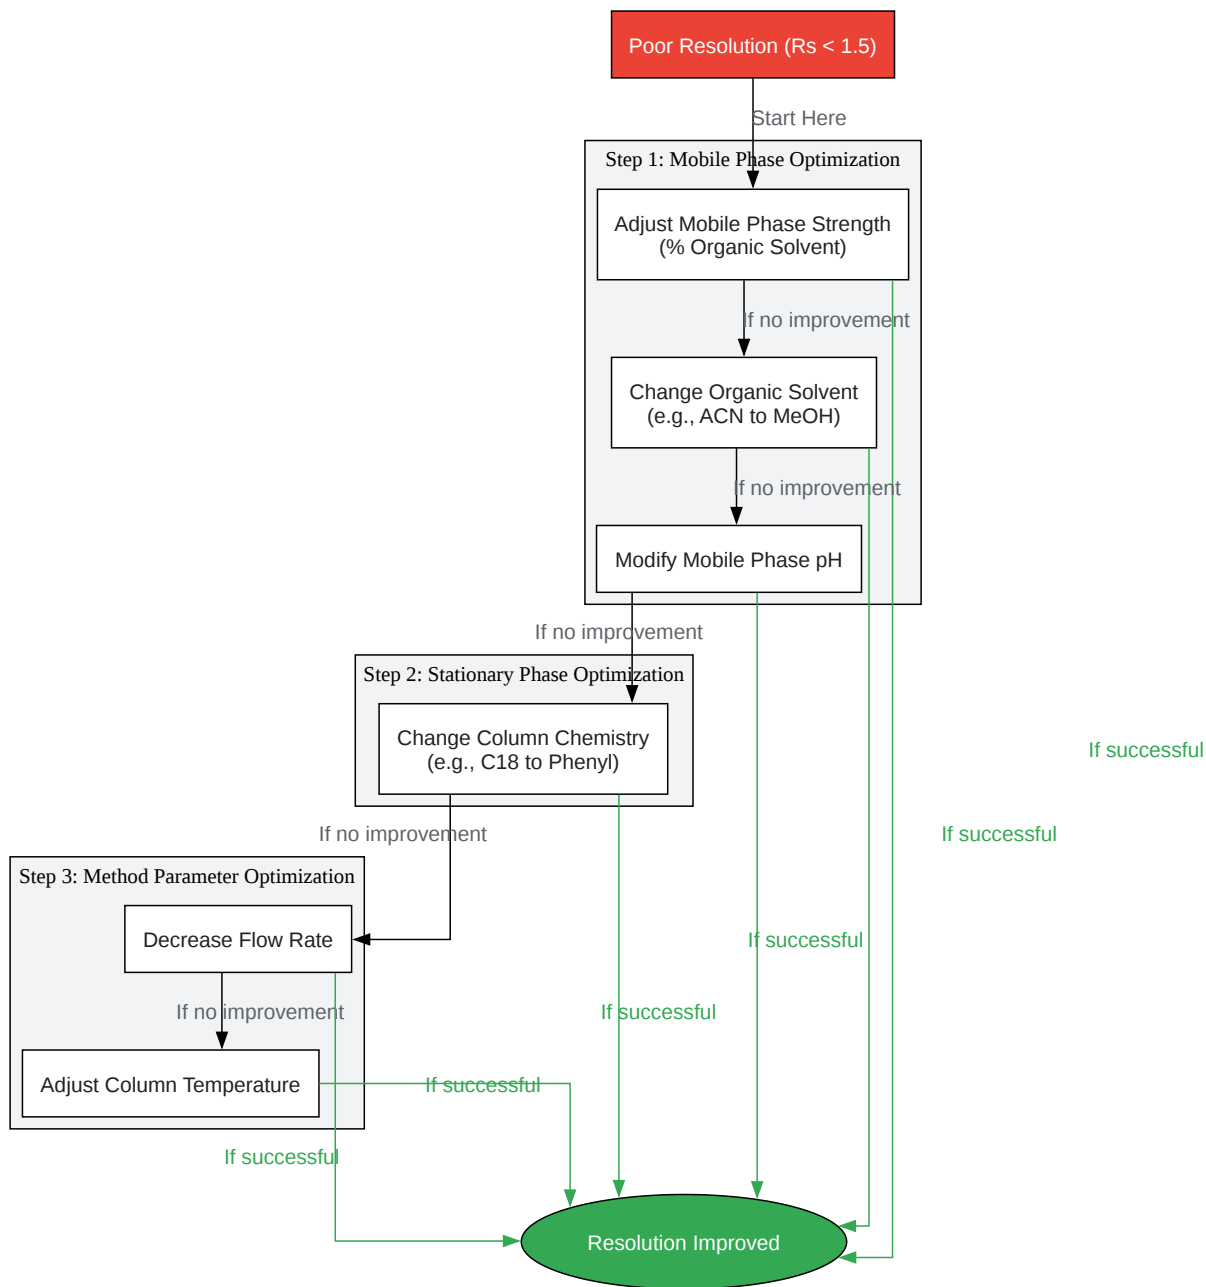 Poor Resolution (Rs < 1.5)
Start Here
Step 1: Mobile Phase Optimization
Adjust Mobile Phase Strength
(% Organic Solvent)
If no improvement
Change Organic Solvent
(e.g., ACN to MeOH)
If no improvement
Modify Mobile Phase pH
If no improvement
Step 2: Stationary Phase Optimization
Change Column Chemistry
(e.g., C18 to Phenyl)
If successful
If no improvement
If successful
Step 3: Method Parameter Optimization
Decrease Flow Rate
If successful
If no improvement
If successful
Adjust Column Temperature
If successful
If successful
Resolution Improved